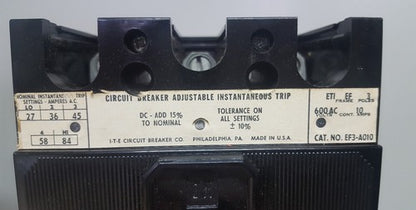 NOMINAL INSTANTANEOUS TRIP
SETTINGS - AMPERES A.C.
LO 2 3
27 36 45
4 HI
58 84
CIRCUIT BREAKER ADJUSTABLE INSTANTANEOUS TRIP
DC - ADD 15%
TO NOMINAL
TOLERANCE ON
ALL SETTINGS
± 10%
I-T-E CIRCUIT BREAKER CO. PHILADELPHIA, PA. MADE IN U.S.A.
ETI EF 3
FRAME POLES
600 AC 10
VOLTS CONT. AMPS
CAT. NO. EF3-A010